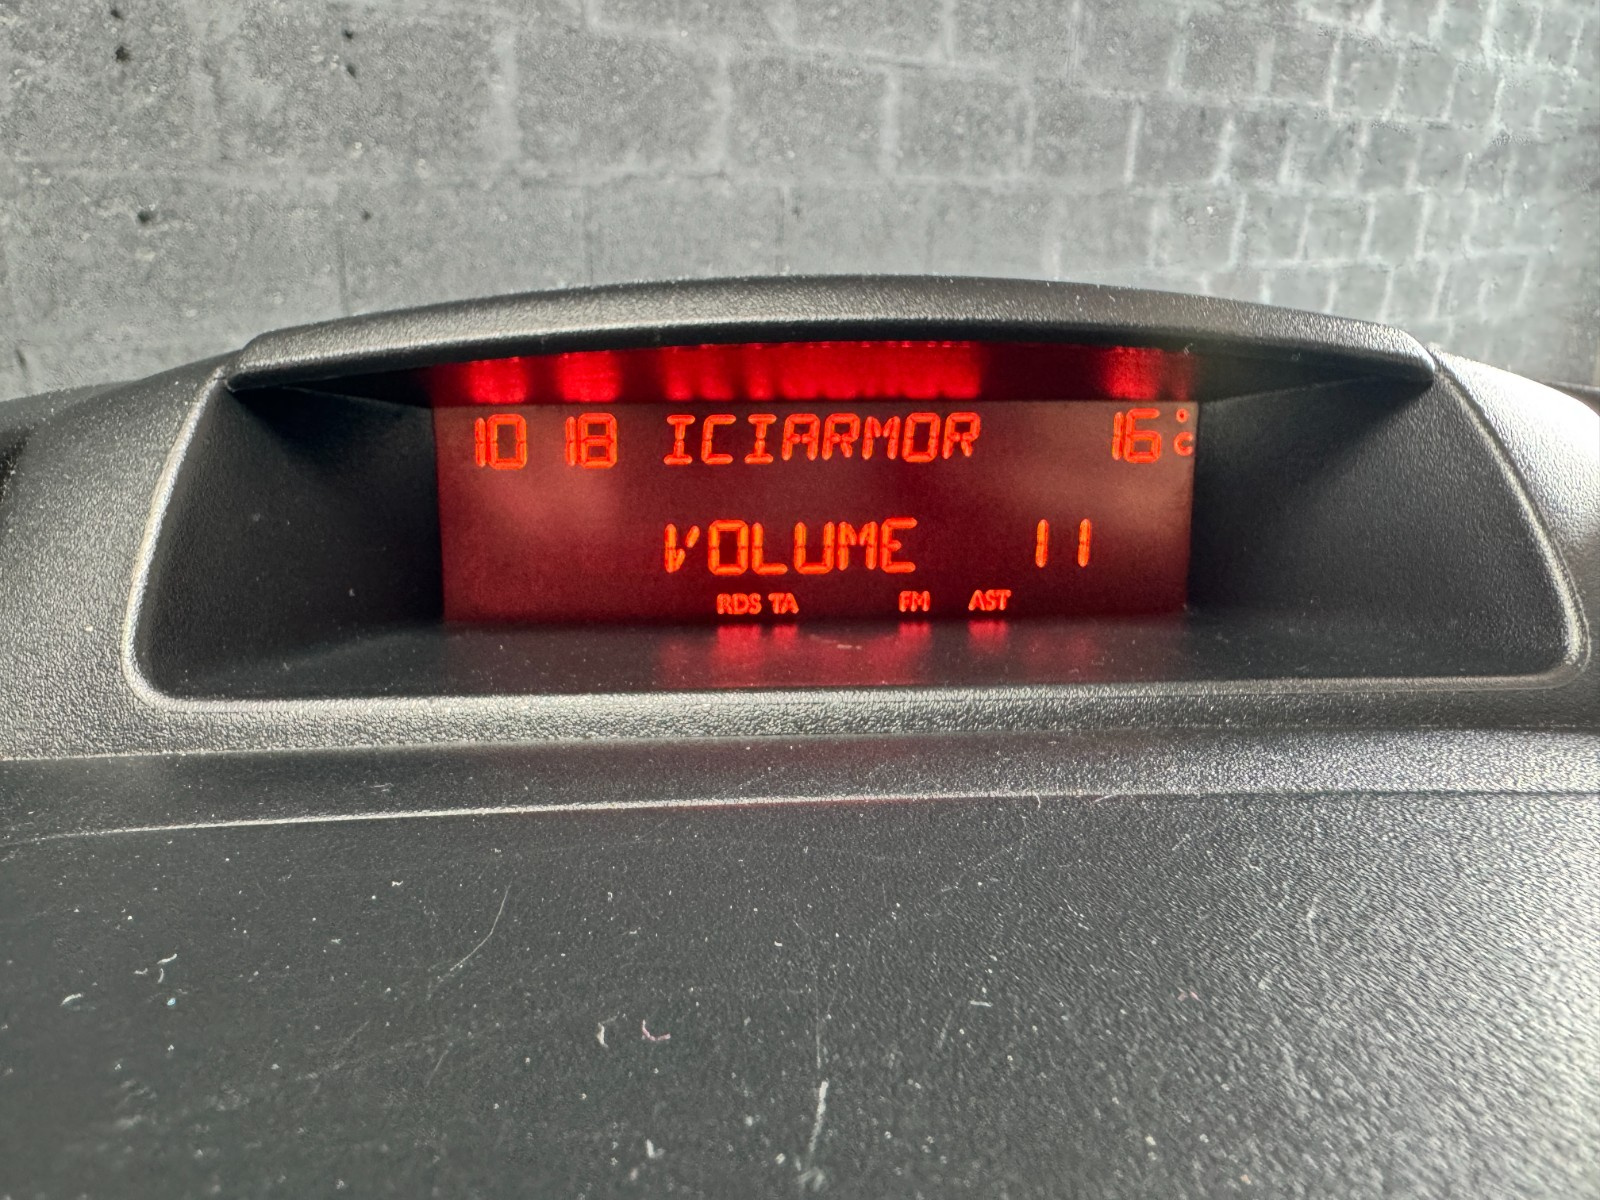 10 18 ICIARMOR 16°C
VOLUME 11
RDS TA FM AST